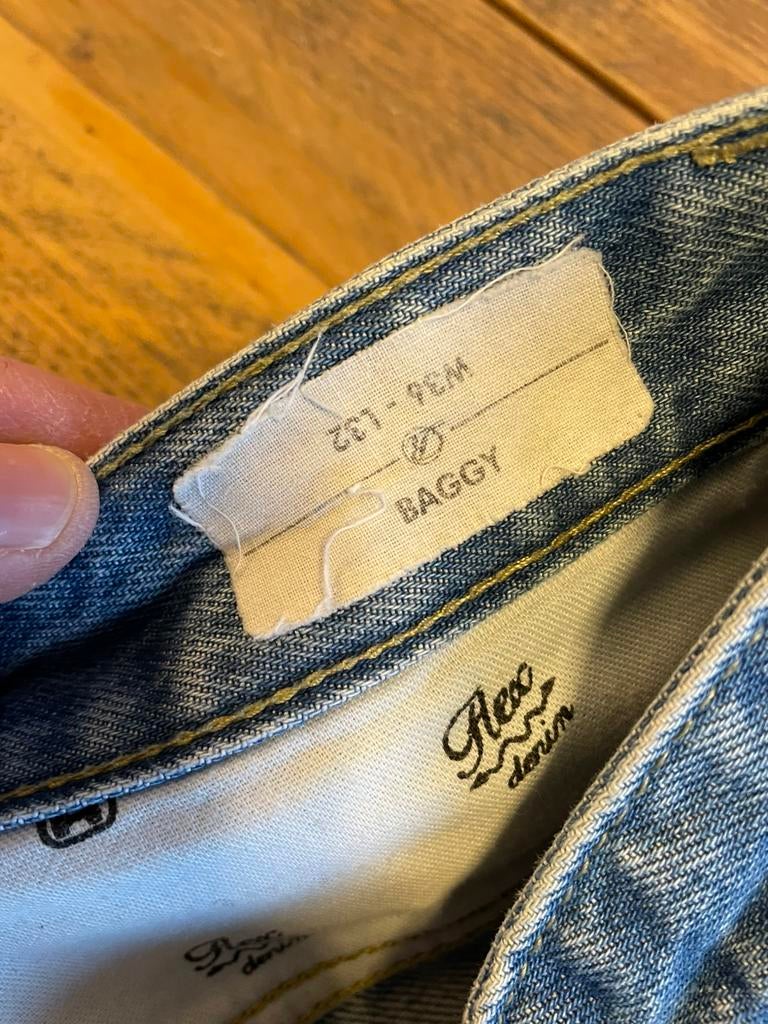 W36 - L32
R
BAGGY
Flex
denim
Flex
denim